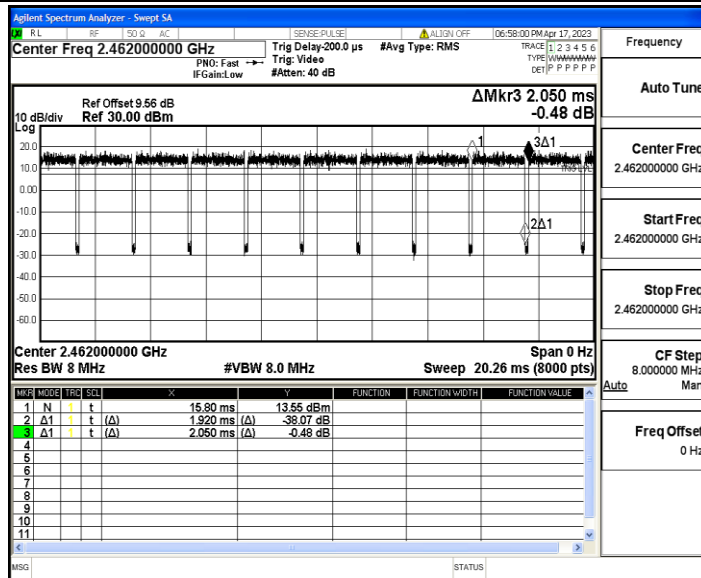 Agilent Spectrum Analyzer - Swept SA
RL RF 50 Ω AC SENSE:PULSE ALIGN OFF 06:58:00 PM Apr 17, 2023
Center Freq 2.462000000 GHz
PNO: Fast
IFGain:Low
Trig Delay-200.0 µs
Trig: Video
#Atten: 40 dB
#Avg Type: RMS
TRACE 1 2 3 4 5 6
TYPE WWWWWW
DET P P P P P P
ΔMkr3 2.050 ms
-0.48 dB
Ref Offset 9.56 dB
10 dB/div Ref 30.00 dBm
Log
20.0
10.0
0.00
-10.0
-20.0
-30.0
-40.0
-50.0
-60.0
1
3Δ1
TRIG LVL
2Δ1
Center 2.462000000 GHz Span 0 Hz
Res BW 8 MHz #VBW 8.0 MHz Sweep 20.26 ms (8000 pts)
MKR MODE TRC SCL X Y FUNCTION FUNCTION WIDTH FUNCTION VALUE
1 N 1 t 15.80 ms 13.55 dBm
2 Δ1 1 t (Δ) 1.920 ms (Δ) -38.07 dB
3 Δ1 1 t (Δ) 2.050 ms (Δ) -0.48 dB
4
5
6
7
8
9
10
11
MSG STATUS
Frequency
Auto Tune
Center Freq
2.462000000 GHz
Start Freq
2.462000000 GHz
Stop Freq
2.462000000 GHz
CF Step
8.000000 MHz
Auto Man
Freq Offset
0 Hz